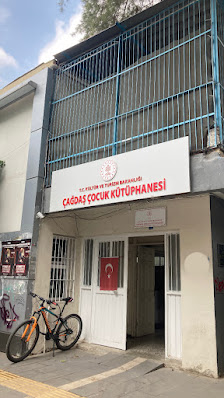 T.C. KÜLTÜR VE TURİZM BAKANLIĞI
ÇAĞDAŞ ÇOCUK KÜTÜPHANESİ